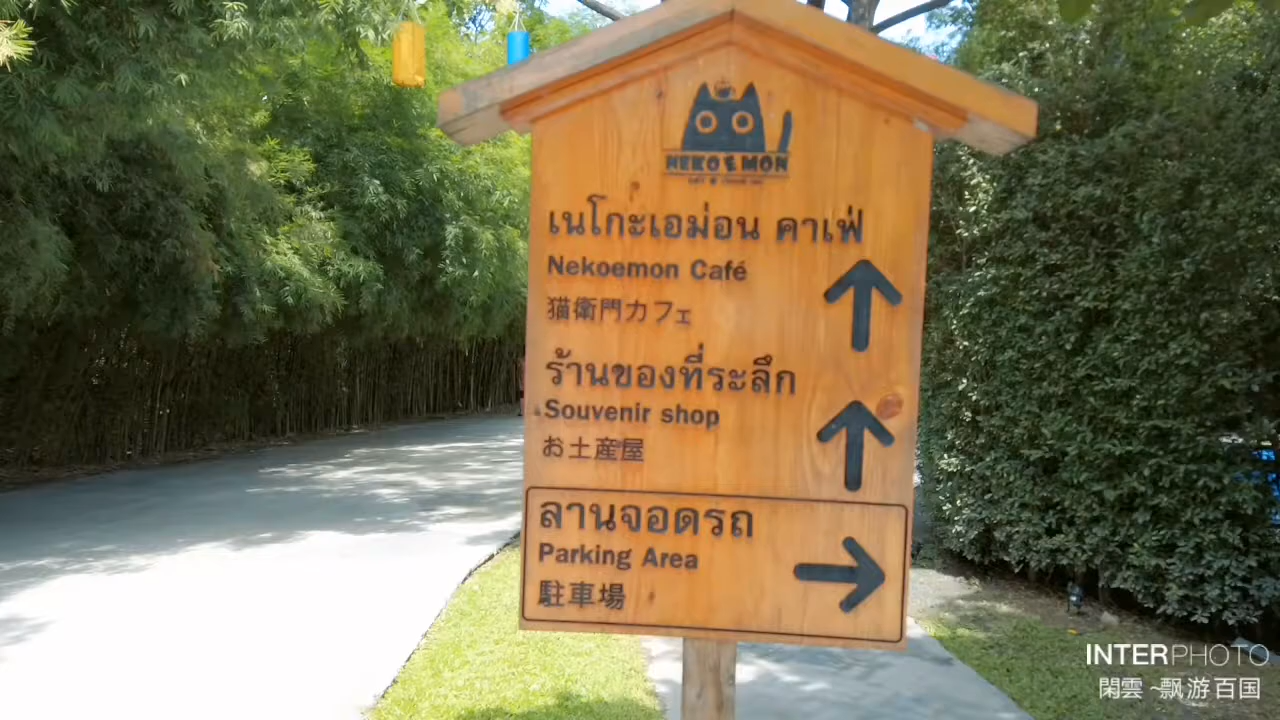 NEKO E MON
เนโกะเอม่อน คาเฟ่
Nekoemon Café
猫衛門カフェ
ร้านของที่ระลึก
Souvenir shop
お土産屋
ลานจอดรถ
Parking Area
駐車場
INTERPHOTO
閑雲 ~飘游百国